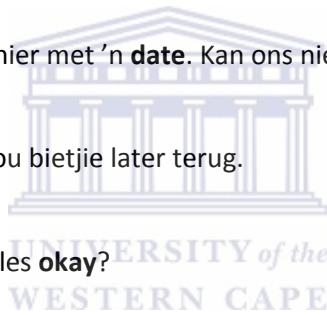 hier met ’n date. Kan ons nie
ou bietjie later terug.
les okay?
UNIVERSITY of the
WESTERN CAPE